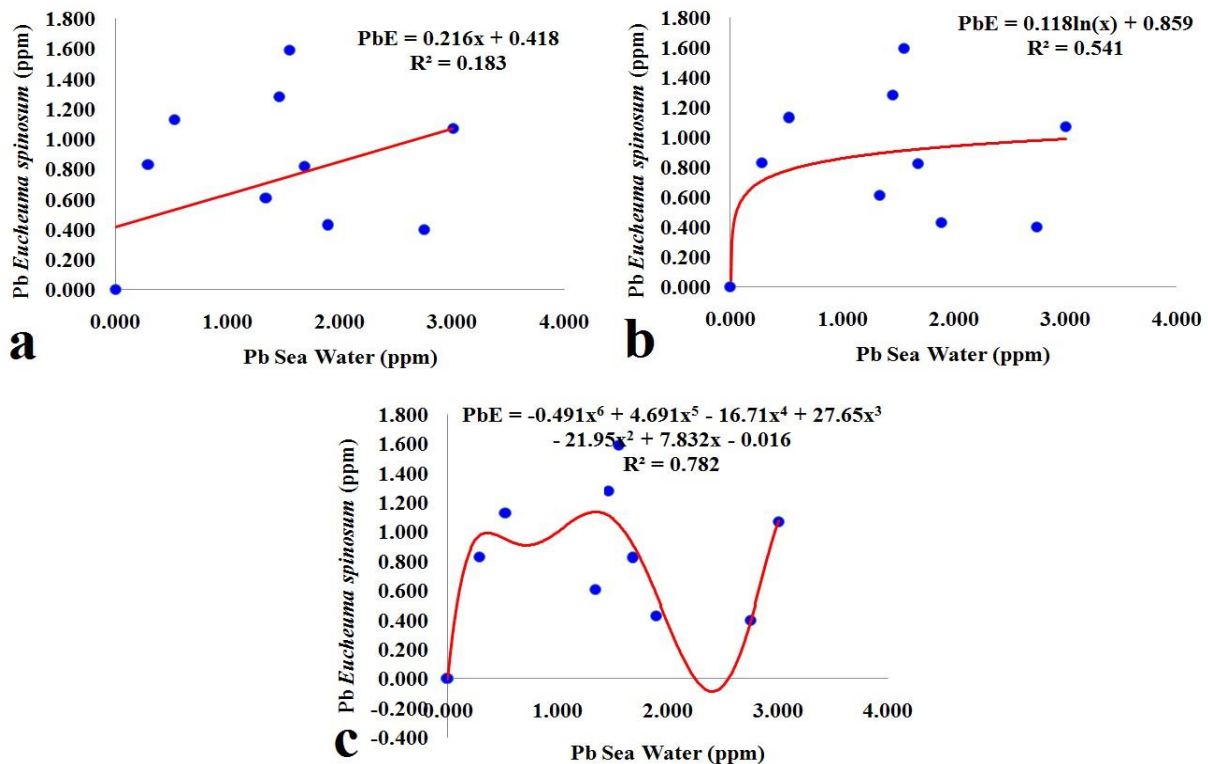 PbE = 0.216x + 0.418
R² = 0.183
Pb Eucheuma spinosum (ppm)
1.800
1.600
1.400
1.200
1.000
0.800
0.600
0.400
0.200
0.000
0.000 1.000 2.000 3.000 4.000
Pb Sea Water (ppm)
a
PbE = 0.118ln(x) + 0.859
R² = 0.541
Pb Eucheuma spinosum (ppm)
1.800
1.600
1.400
1.200
1.000
0.800
0.600
0.400
0.200
0.000
0.000 1.000 2.000 3.000 4.000
Pb Sea Water (ppm)
b
PbE = -0.491x⁶ + 4.691x⁵ - 16.71x⁴ + 27.65x³
- 21.95x² + 7.832x - 0.016
R² = 0.782
Pb Eucheuma spinosum (ppm)
1.800
1.600
1.400
1.200
1.000
0.800
0.600
0.400
0.200
0.000
-0.200
-0.400
0.000 1.000 2.000 3.000 4.000
Pb Sea Water (ppm)
c